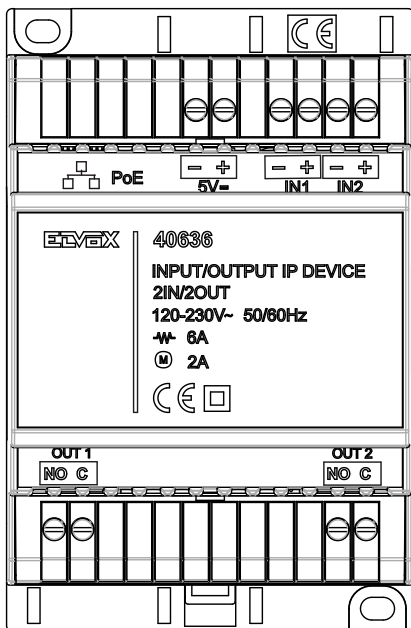 CE
PoE
- + - + - +
5V⎓ IN1 IN2
ELVOX 40636
INPUT/OUTPUT IP DEVICE
2IN/2OUT
120-230V~ 50/60Hz
6A
M 2A
CE
OUT 1 OUT 2
NO C NO C